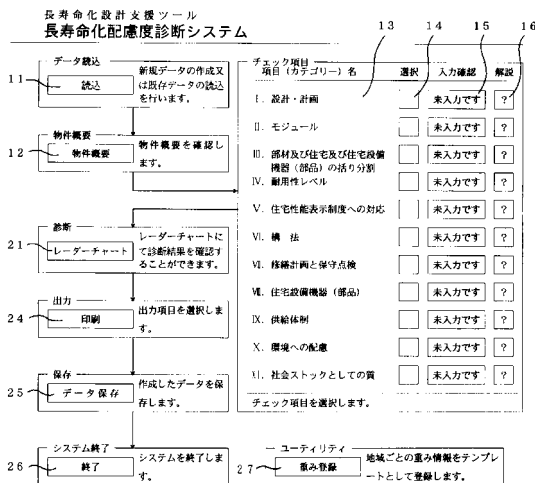 長寿命化設計支援ツール
長寿命化配慮度診断システム
データ読込
11
読込
新規データの作成又
は既存データの読込
を行います。
物件概要
12
物件概要
物件概要を確認し
ます。
診断
21
レーダーチャート
レーダーチャートに
て診断結果を確認す
ることができます。
出力
24
印刷
出力項目を選択しま
す。
保存
25
データ保存
作成したデータを保
存します。
システム終了
26
終了
システムを終了しま
す。
13
14
15
16
チェック項目
項目(カテゴリー)名 選択 入力確認 解説
Ⅰ. 設計・計画 未入力です ?
Ⅱ. モジュール 未入力です ?
Ⅲ. 部材及び住宅及び住宅設備
機器(部品)の括り分割 未入力です ?
Ⅳ. 耐用性レベル 未入力です ?
Ⅴ. 住宅性能表示制度への対応 未入力です ?
Ⅵ. 構 法 未入力です ?
Ⅶ. 修繕計画と保守点検 未入力です ?
Ⅷ. 住宅設備機器(部品) 未入力です ?
Ⅸ. 供給体制 未入力です ?
Ⅹ. 環境への配慮 未入力です ?
ⅩⅠ. 社会ストックとしての質 未入力です ?
チェック項目を選択します。
ユーティリティ
27
重み登録
地域ごとの重み情報をテンプレ
ートとして登録します。